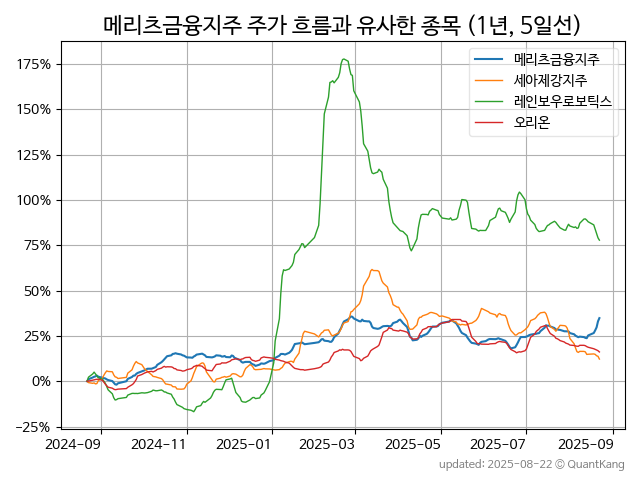 메리츠금융지주 주가 흐름과 유사한 종목 (1년, 5일선)
메리츠금융지주
세아제강지주
레인보우로보틱스
오리온
175%
150%
125%
100%
75%
50%
25%
0%
−25%
2024-09 2024-11 2025-01 2025-03 2025-05 2025-07 2025-09
updated: 2025-08-22 © QuantKang